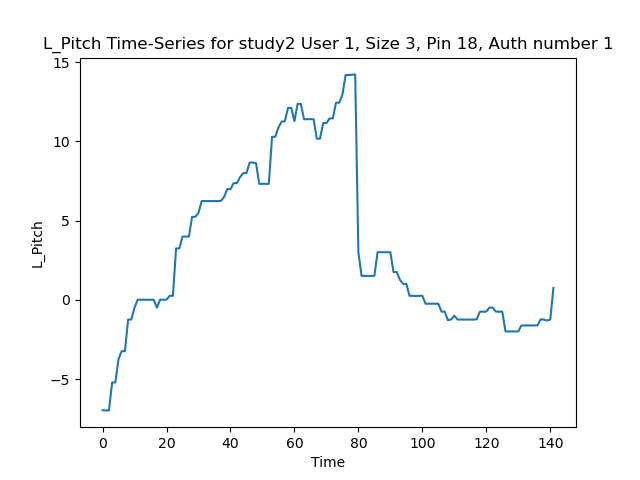 L_Pitch Time-Series for study2 User 1, Size 3, Pin 18, Auth number 1
15
10
5
0
−5
L_Pitch
0 20 40 60 80 100 120 140
Time